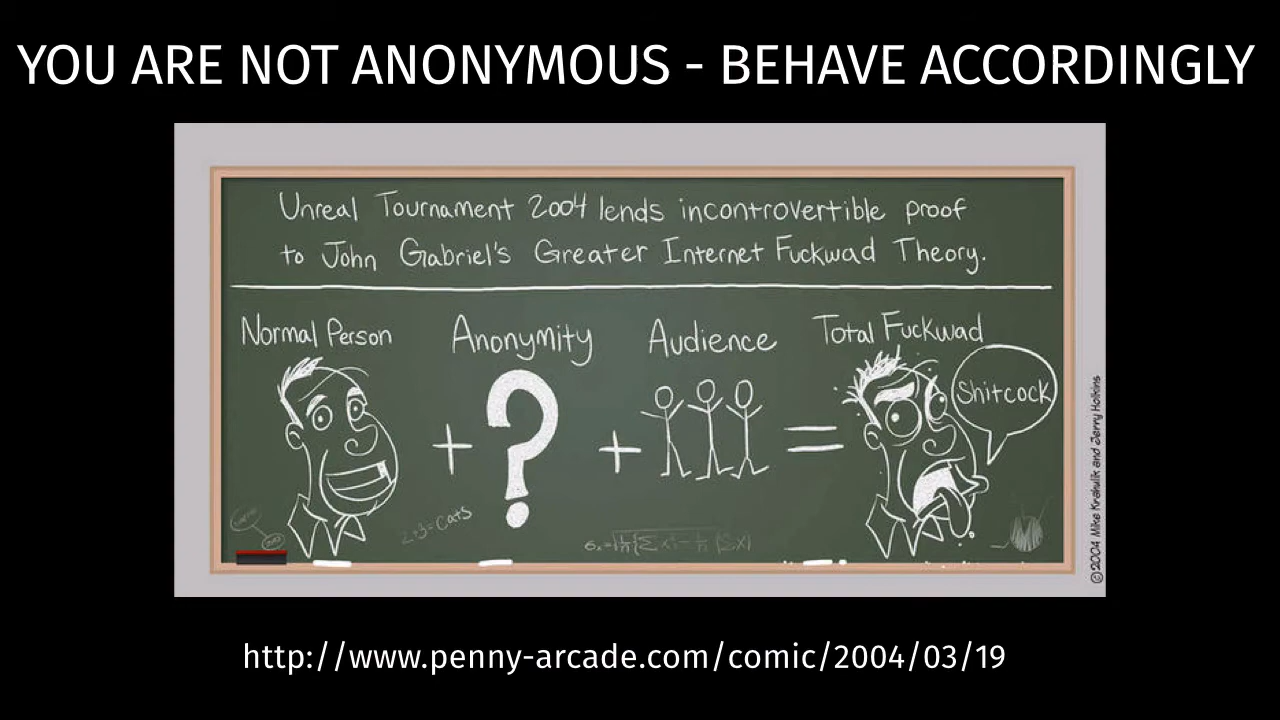 YOU ARE NOT ANONYMOUS - BEHAVE ACCORDINGLY
Unreal Tournament 2004 lends incontrovertible proof
to John Gabriel's Greater Internet Fuckwad Theory.
Normal Person
Anonymity
Audience
Total Fuckwad
Shitcock
2+3=Cats
©2004 Mike Krahulik and Jerry Holkins
http://www.penny-arcade.com/comic/2004/03/19